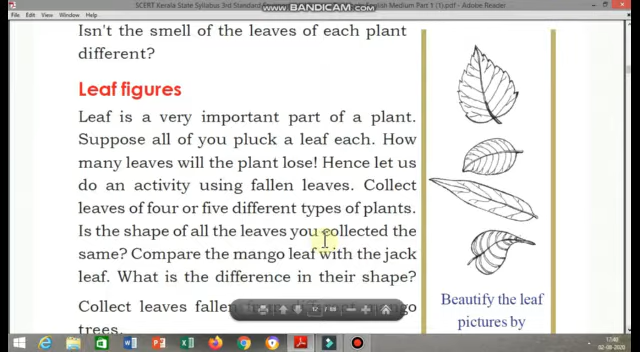 SCERT Kerala State Syllabus 3rd Standard
WWW.BANDICAM.COM
English Medium Part 1 (1).pdf - Adobe Reader
File Edit View Window Help
Isn't the smell of the leaves of each plant
different?
Leaf figures
Leaf is a very important part of a plant.
Suppose all of you pluck a leaf each. How
many leaves will the plant lose! Hence let us
do an activity using fallen leaves. Collect
leaves of four or five different types of plants.
Is the shape of all the leaves you collected the
same? Compare the mango leaf with the jack
leaf. What is the difference in their shape?
Collect leaves fallen
trees.
Beautify the leaf
pictures by
12 / 68
11:40
02-09-2020